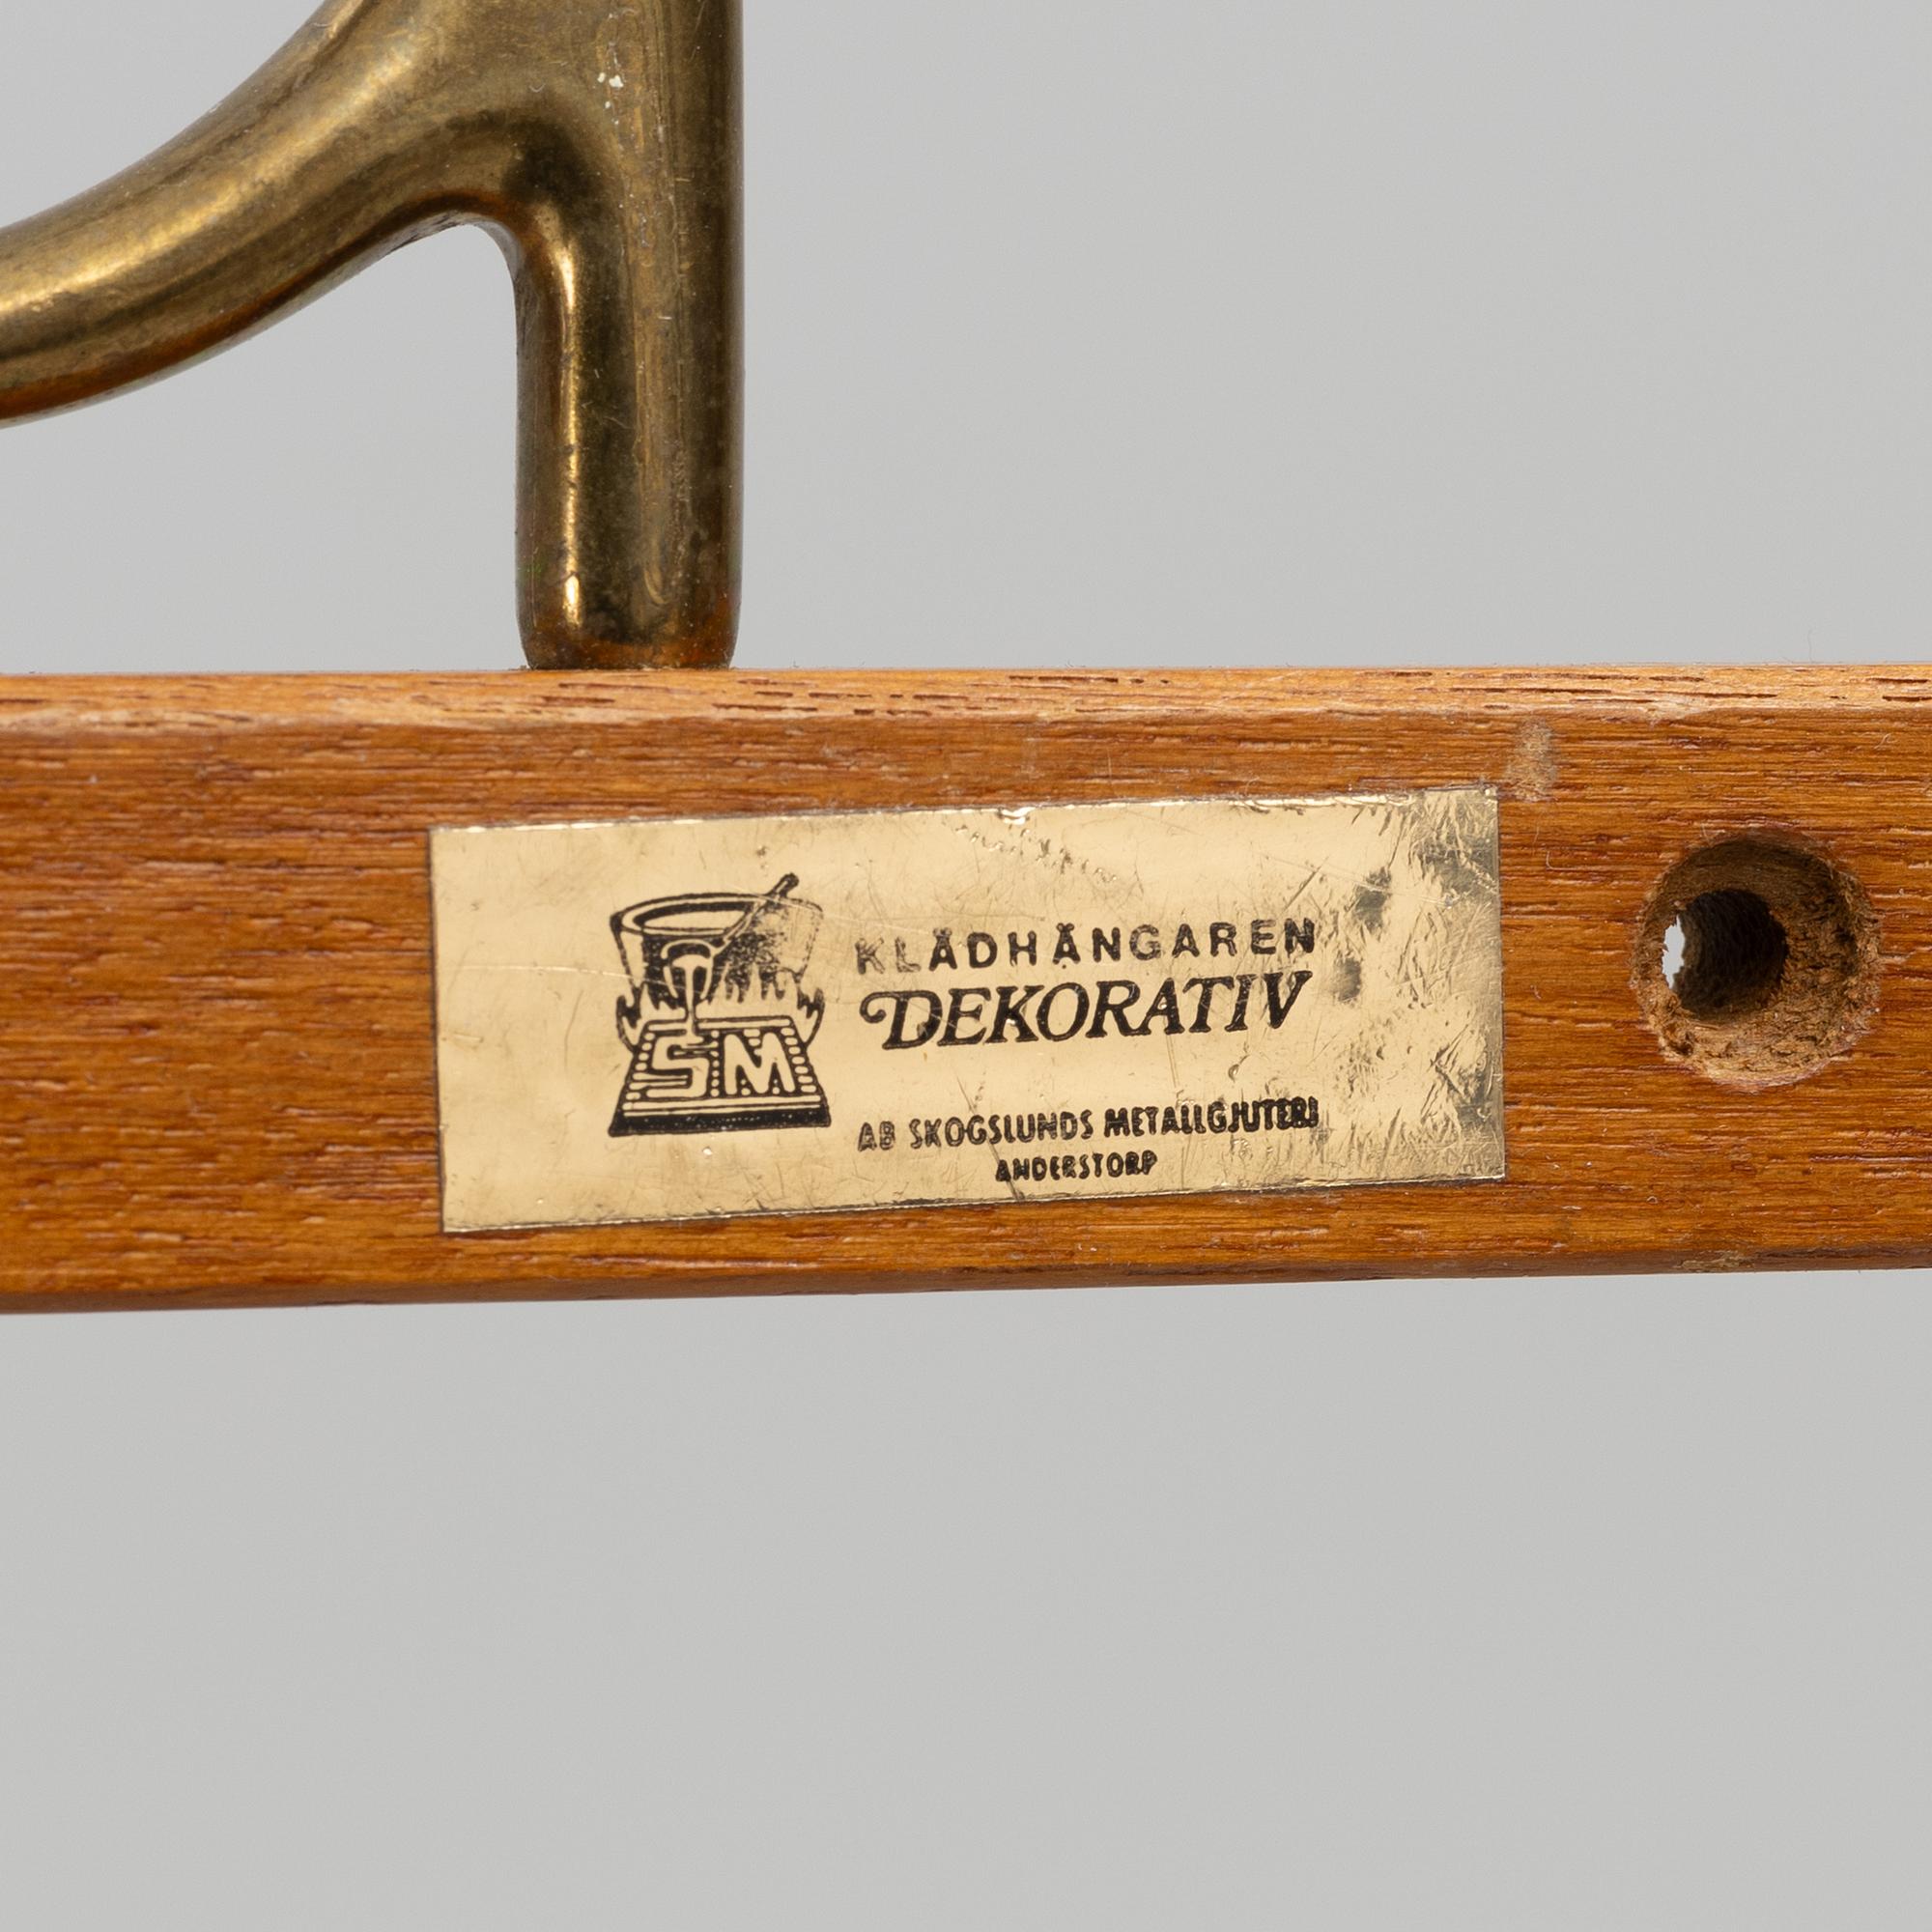 SM
KLÄDHÄNGAREN
DEKORATIV
AB SKOGSLUNDS METALLGJUTERI
ANDERSTORP